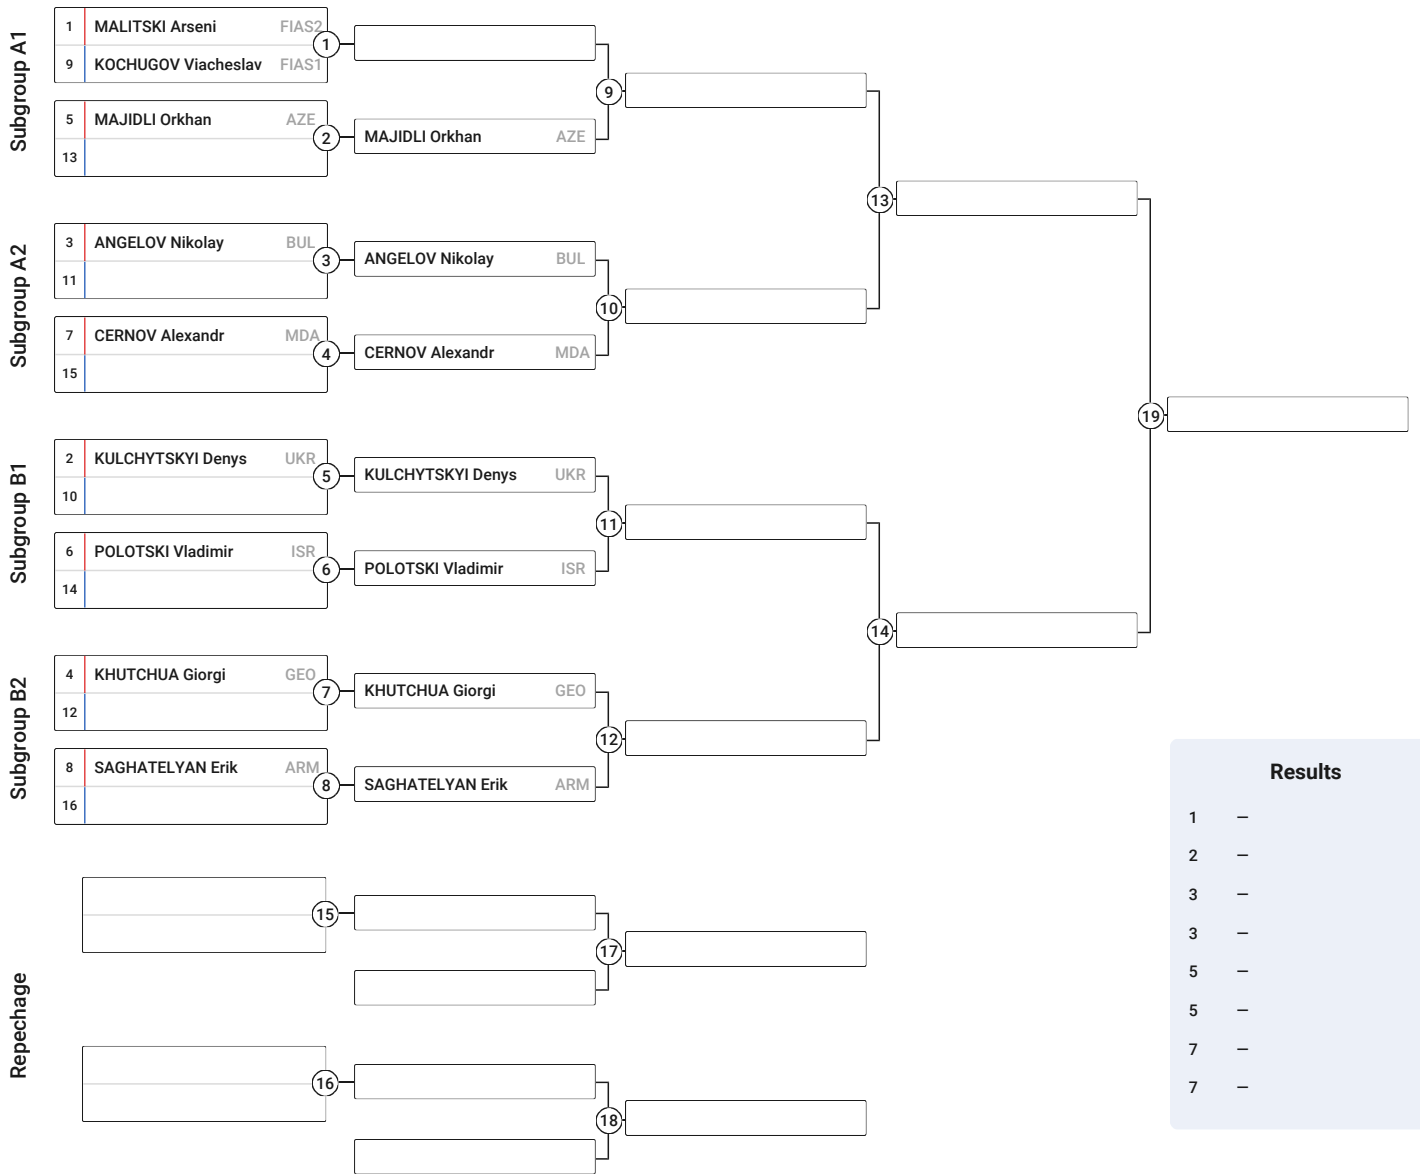 Subgroup A1
1 MALITSKI Arseni FIAS2
1
9 KOCHUGOV Viacheslav FIAS1
9
5 MAJIDLI Orkhan AZE
2 MAJIDLI Orkhan AZE
13
13
Subgroup A2
3 ANGELOV Nikolay BUL
3 ANGELOV Nikolay BUL
11
10
7 CERNOV Alexandr MDA
4 CERNOV Alexandr MDA
15
19
Subgroup B1
2 KULCHYTSKYI Denys UKR
5 KULCHYTSKYI Denys UKR
10
11
6 POLOTSKI Vladimir ISR
6 POLOTSKI Vladimir ISR
14
14
Subgroup B2
4 KHUTCHUA Giorgi GEO
7 KHUTCHUA Giorgi GEO
12
12
8 SAGHATELYAN Erik ARM
8 SAGHATELYAN Erik ARM
16
Repechage
15
17
16
18
Results
1 –
2 –
3 –
3 –
5 –
5 –
7 –
7 –